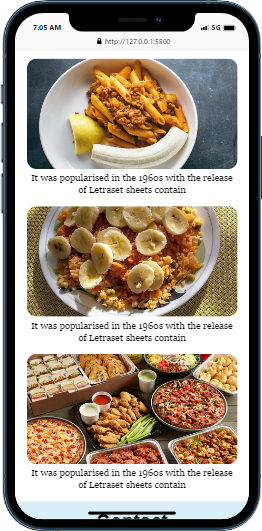 7:05 AM
5G
http://127.0.0.1:5500
It was popularised in the 1960s with the release
of Letraset sheets contain
It was popularised in the 1960s with the release
of Letraset sheets contain
It was popularised in the 1960s with the release
of Letraset sheets contain
Contact